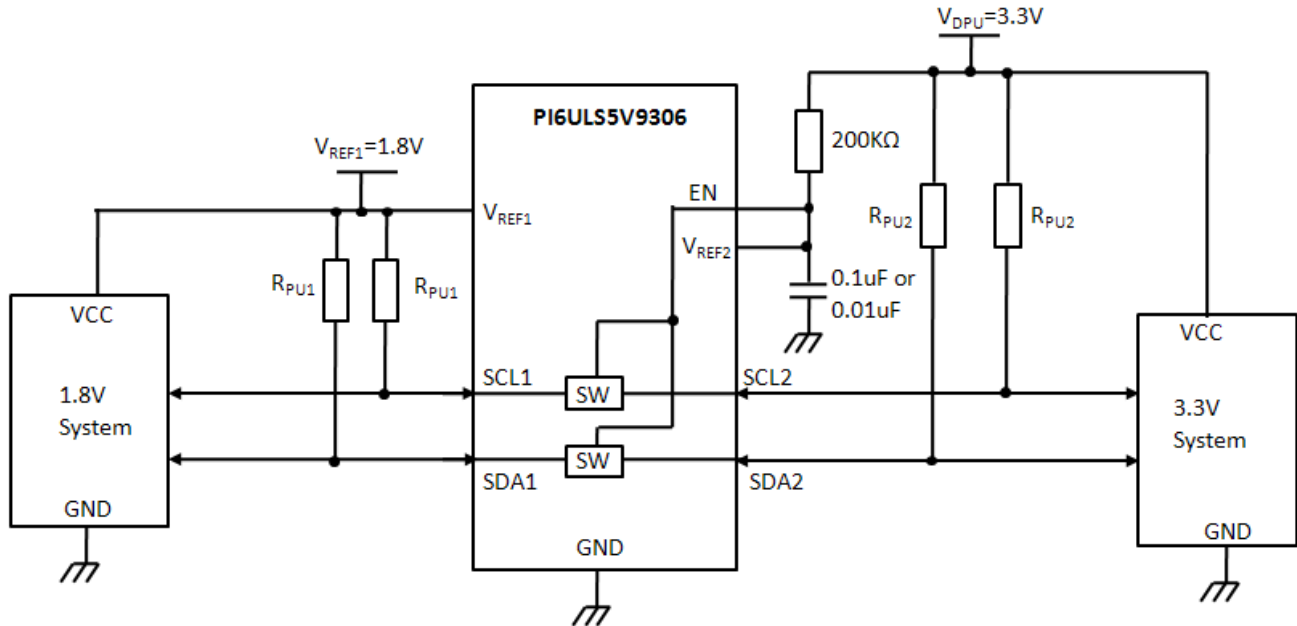 V_DPU=3.3V
PI6ULS5V9306
200KΩ
V_REF1=1.8V
EN
V_REF1
R_PU2
R_PU2
V_REF2
R_PU1
R_PU1
0.1uF or
0.01uF
VCC
VCC
SCL1
SCL2
SW
1.8V
System
3.3V
System
SW
SDA1
SDA2
GND
GND
GND